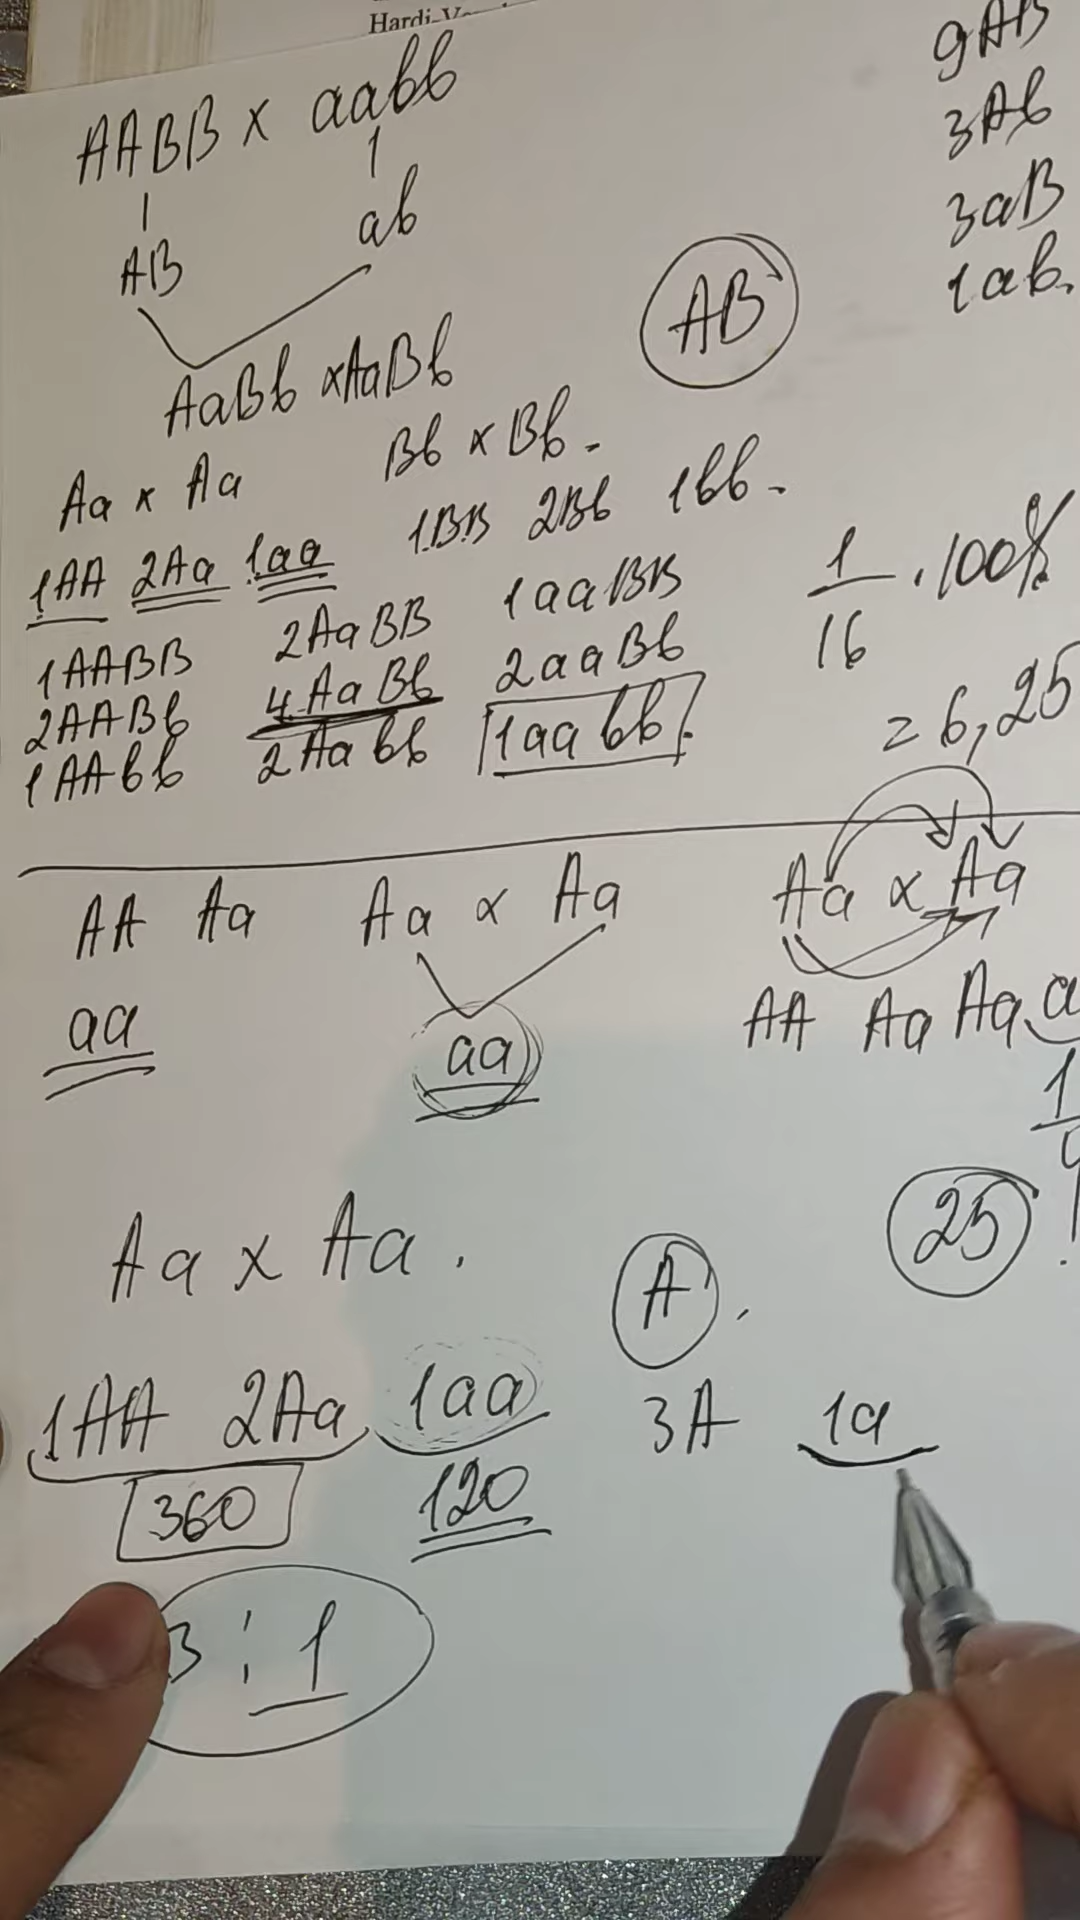 Hardi-V
AABB x aabb
AB
ab
AaBb xAaBb
9AB
3Ab
3aB
1ab.
AB
Aa x Aa
Bb x Bb.
1AA 2Aa 1aa
1BB 2Bb 1bb.
1AABB 2AaBB 1aaBB
2AABb 4AaBb 2aaBb
1AAbb 2Aabb 1aabb.
1/16 . 100%
= 6,25
AA Aa
aa
Aa x Aa
aa
Aa x Aa
AA Aa Aa a
1
25
Aa x Aa.
A
1AA 2Aa 1aa
360
120
3 : 1
3A 1a